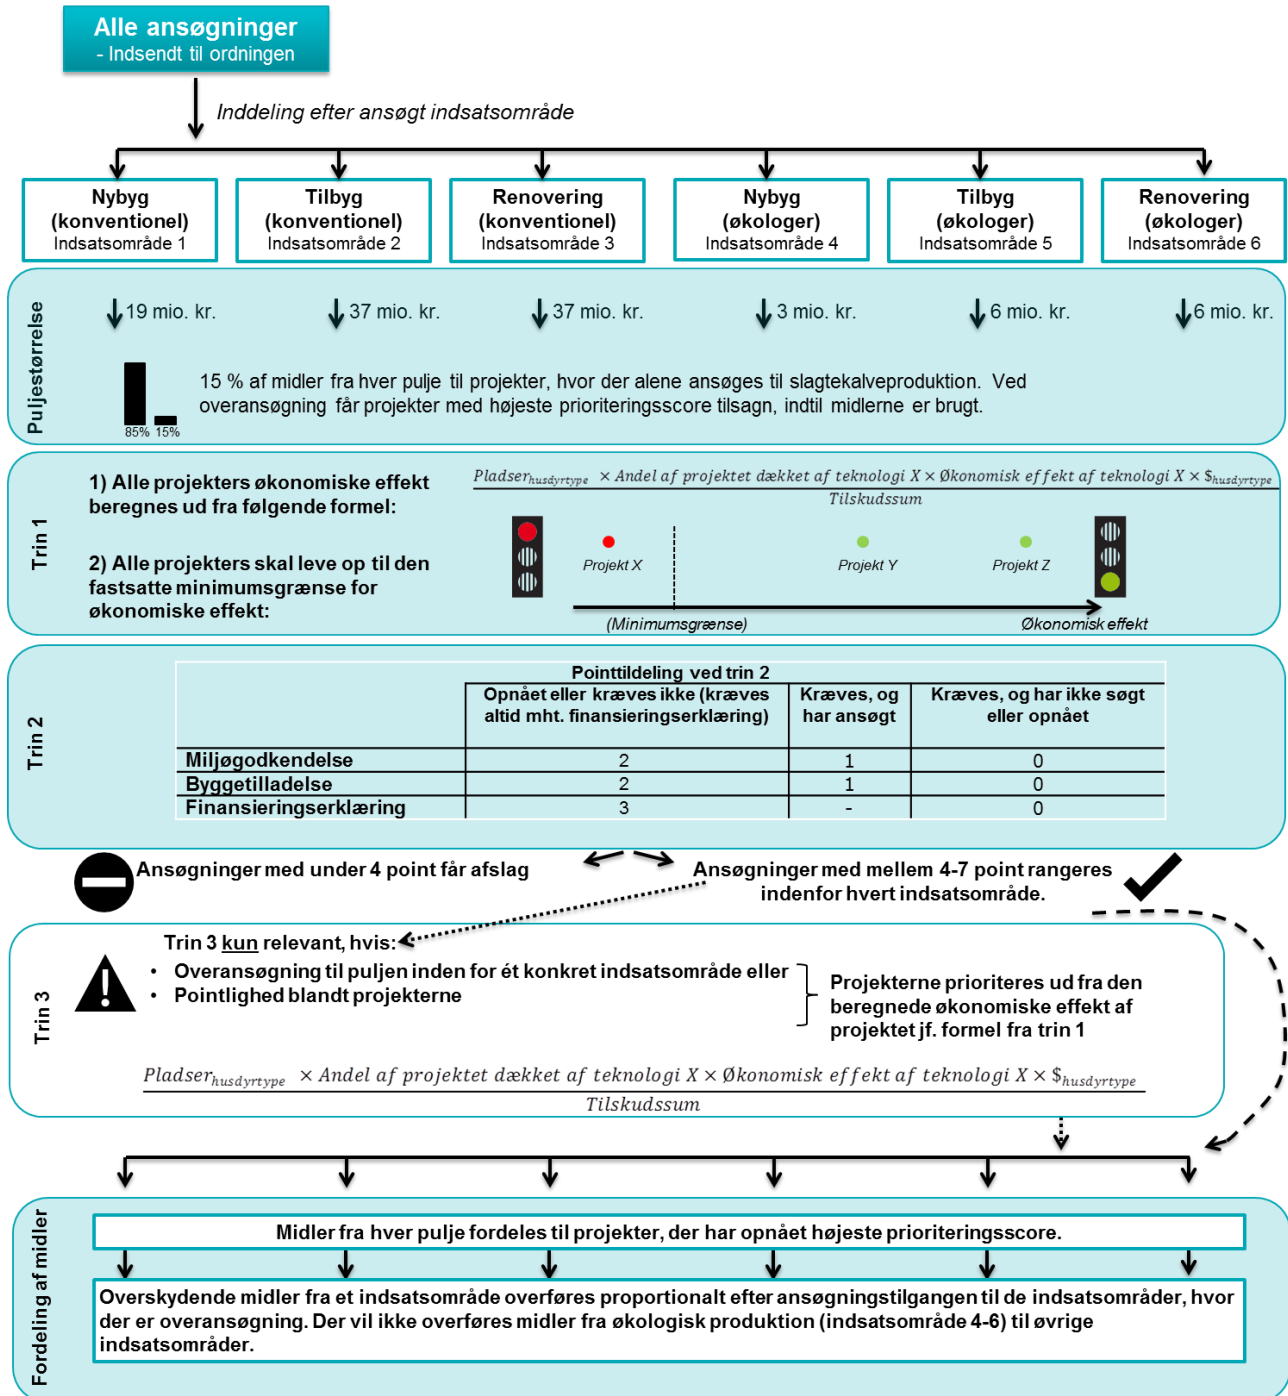 Alle ansøgninger
- Indsendt til ordningen
Inddeling efter ansøgt indsatsområde
Nybyg
(konventionel)
Indsatsområde 1
Tilbyg
(konventionel)
Indsatsområde 2
Renovering
(konventionel)
Indsatsområde 3
Nybyg
(økologer)
Indsatsområde 4
Tilbyg
(økologer)
Indsatsområde 5
Renovering
(økologer)
Indsatsområde 6
Puljestørrelse
19 mio. kr.
37 mio. kr.
37 mio. kr.
3 mio. kr.
6 mio. kr.
6 mio. kr.
85% 15%
15 % af midler fra hver pulje til projekter, hvor der alene ansøges til slagtekalveproduktion. Ved
overansøgning får projekter med højeste prioriteringsscore tilsagn, indtil midlerne er brugt.
Trin 1
1) Alle projekters økonomiske effekt
beregnes ud fra følgende formel:
Pladser_husdyrtype × Andel af projektet dækket af teknologi X × Økonomisk effekt af teknologi X × $_husdyrtype
Tilskudssum
2) Alle projekters skal leve op til den
fastsatte minimumsgrænse for
økonomiske effekt:
Projekt X
Projekt Y
Projekt Z
(Minimumsgrænse)
Økonomisk effekt
Trin 2
Pointtildeling ved trin 2
Opnået eller kræves ikke (kræves
altid mht. finansieringserklæring)
Kræves, og
har ansøgt
Kræves, og har ikke søgt
eller opnået
Miljøgodkendelse 2 1 0
Byggetilladelse 2 1 0
Finansieringserklæring 3 - 0
Ansøgninger med under 4 point får afslag
Ansøgninger med mellem 4-7 point rangeres
indenfor hvert indsatsområde.
Trin 3
Trin 3 kun relevant, hvis:
• Overansøgning til puljen inden for ét konkret indsatsområde eller
• Pointlighed blandt projekterne
Projekterne prioriteres ud fra den
beregnede økonomiske effekt af
projektet jf. formel fra trin 1
Pladser_husdyrtype × Andel af projektet dækket af teknologi X × Økonomisk effekt af teknologi X × $_husdyrtype
Tilskudssum
Fordeling af midler
Midler fra hver pulje fordeles til projekter, der har opnået højeste prioriteringsscore.
Overskydende midler fra et indsatsområde overføres proportionalt efter ansøgningstilgangen til de indsatsområder, hvor
der er overansøgning. Der vil ikke overføres midler fra økologisk produktion (indsatsområde 4-6) til øvrige
indsatsområder.